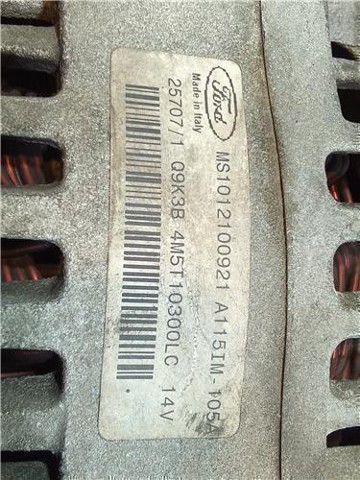 Ford
Made in Italy
MS1012100921 A115IM-105A
25707/1 Q9K3B 4M5T10300LC 14V